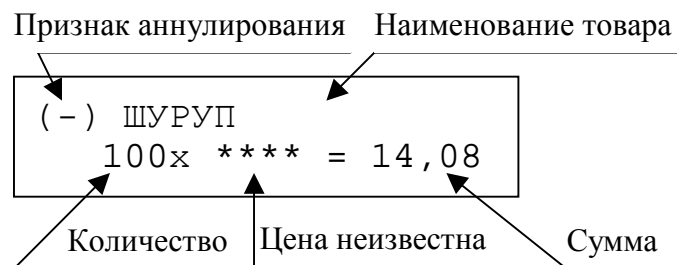 Признак аннулирования Наименование товара
(-) ШУРУП
100x **** = 14,08
Количество Цена неизвестна Сумма